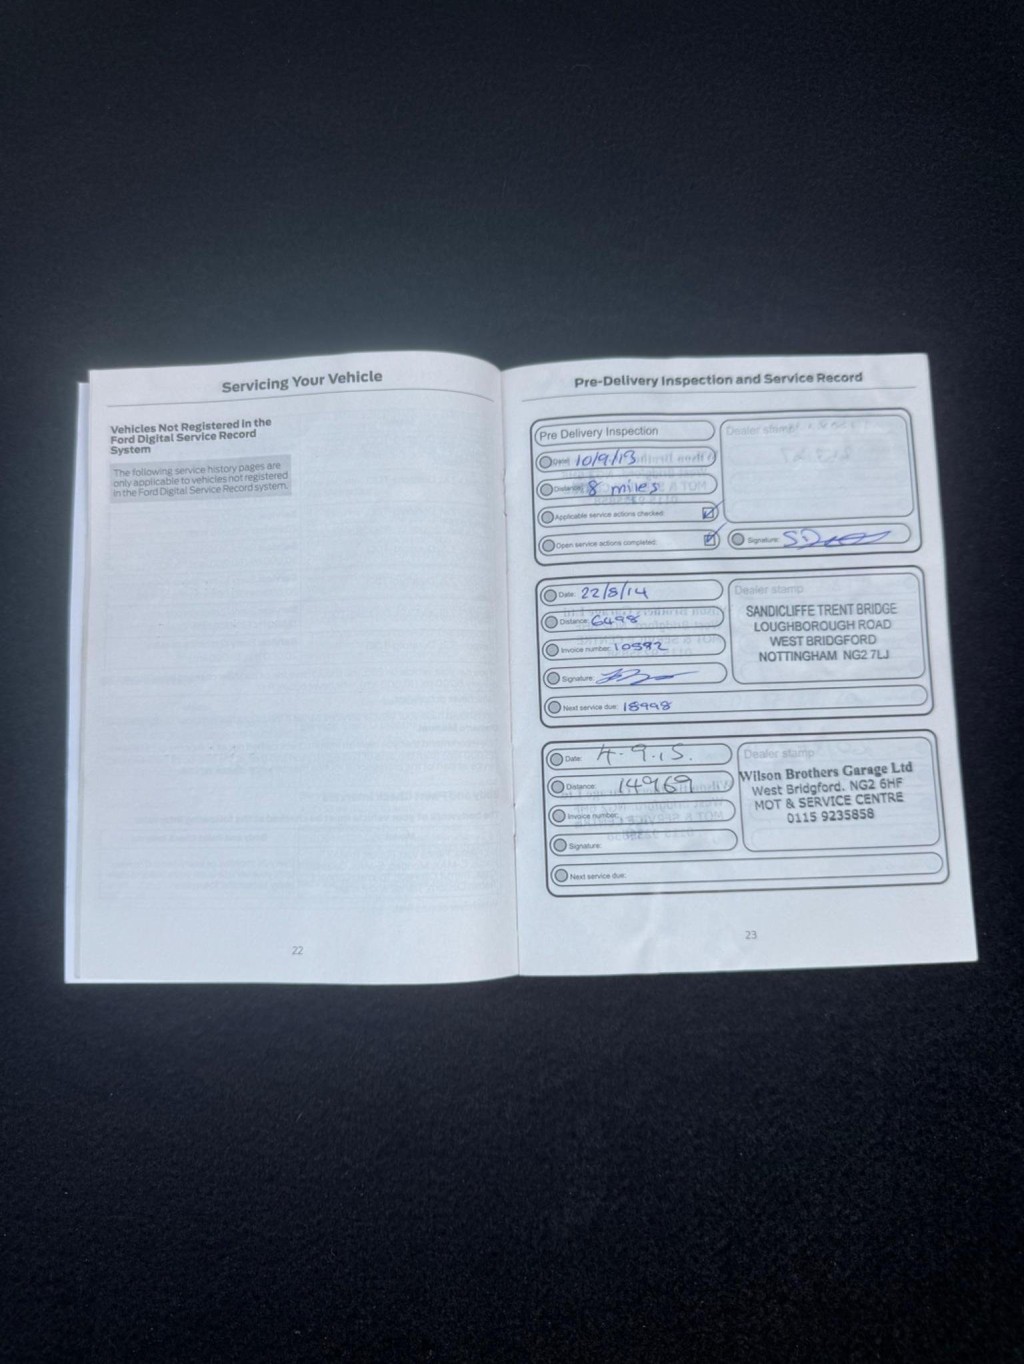 Servicing Your Vehicle
Vehicles Not Registered in the
Ford Digital Service Record
System
The following service history pages are
only applicable to vehicles not registered
in the Ford Digital Service Record system.
22
Pre-Delivery Inspection and Service Record
Pre Delivery Inspection
Date: 10/9/13
Distance: 8 miles
Applicable service actions checked:
Open service actions completed:
Dealer stamp
Signature:
Date: 22/8/14
Distance: 6498
Invoice number: 10592
Signature:
Next service due: 18998
Dealer stamp
SANDICLIFFE TRENT BRIDGE
LOUGHBOROUGH ROAD
WEST BRIDGFORD
NOTTINGHAM NG2 7LJ
Date: 4.9.15.
Distance: 14969
Invoice number:
Signature:
Next service due:
Dealer stamp
Wilson Brothers Garage Ltd
West Bridgford. NG2 6HF
MOT & SERVICE CENTRE
0115 9235858
23